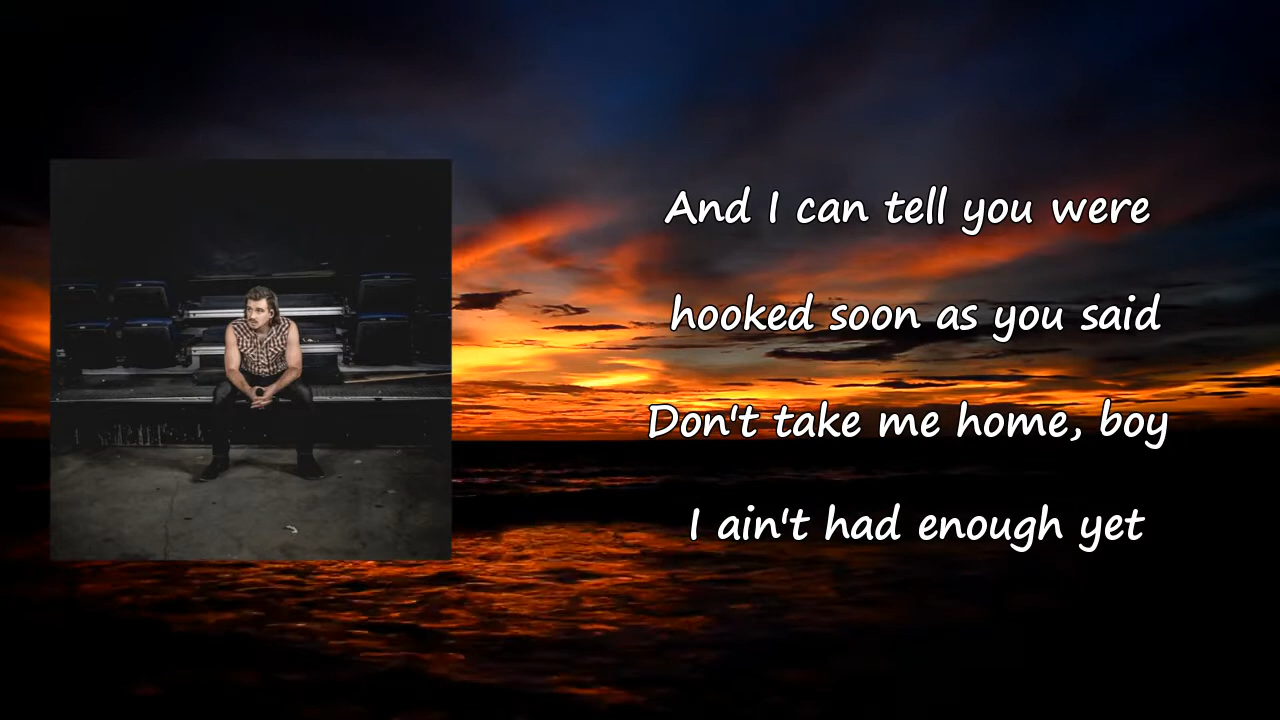 And I can tell you were
hooked soon as you said
Don't take me home, boy
I ain't had enough yet